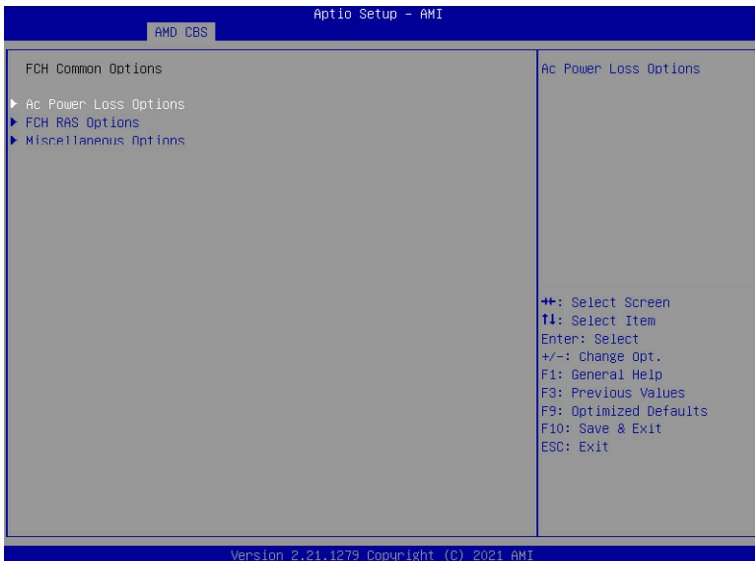 Aptio Setup – AMI
AMD CBS
FCH Common Options
Ac Power Loss Options
FCH RAS Options
Miscellaneous Options
Ac Power Loss Options
→←: Select Screen
↑↓: Select Item
Enter: Select
+/-: Change Opt.
F1: General Help
F3: Previous Values
F9: Optimized Defaults
F10: Save & Exit
ESC: Exit
Version 2.21.1279 Copyright (C) 2021 AMI